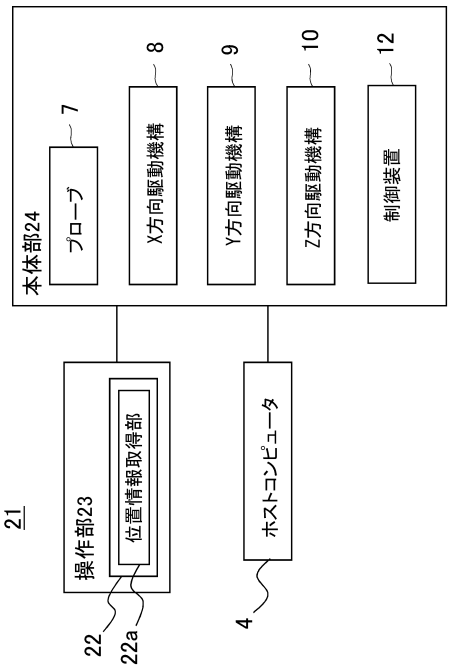 21
操作部23
位置情報取得部
22
22a
ホストコンピュータ
4
本体部24
プローブ
7
X方向駆動機構
8
Y方向駆動機構
9
Z方向駆動機構
10
制御装置
12